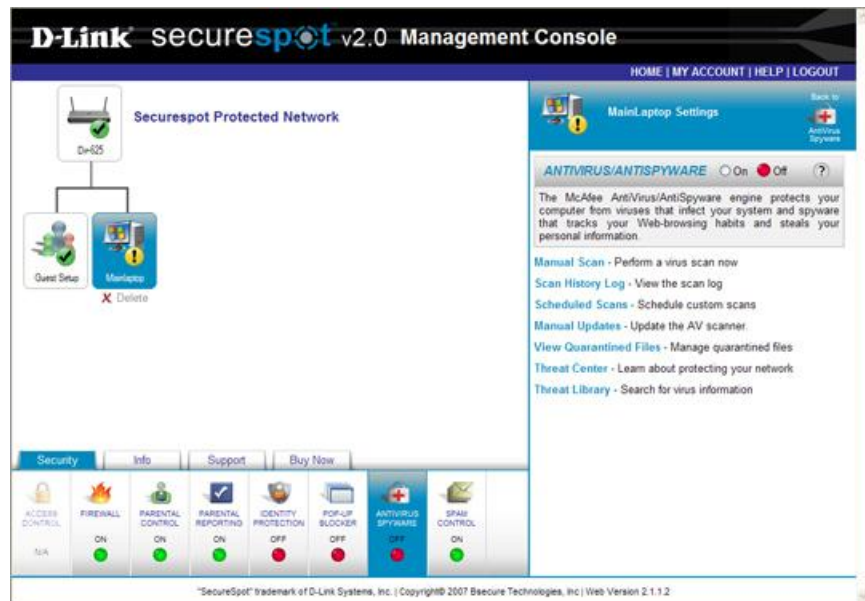 D-Link securespot v2.0 Management Console
HOME | MY ACCOUNT | HELP | LOGOUT
Securespot Protected Network
Dir-625
Guest Setup
Mainlaptop
X Delete
MainLaptop Settings
Back to
AntiVirus
Spyware
ANTIVIRUS/ANTISPYWARE On Off ?
The McAfee AntiVirus/AntiSpyware engine protects your
computer from viruses that infect your system and spyware
that tracks your Web-browsing habits and steals your
personal information.
Manual Scan - Perform a virus scan now
Scan History Log - View the scan log
Scheduled Scans - Schedule custom scans
Manual Updates - Update the AV scanner
View Quarantined Files - Manage quarantined files
Threat Center - Learn about protecting your network
Threat Library - Search for virus information
Security
Info
Support
Buy Now
ACCESS CONTROL
N/A
FIREWALL
ON
PARENTAL CONTROL
ON
PARENTAL REPORTING
ON
IDENTITY PROTECTION
OFF
POP-UP BLOCKER
OFF
ANTIVIRUS SPYWARE
OFF
SPAM CONTROL
ON
"SecureSpot" trademark of D-Link Systems, Inc. | Copyright© 2007 Bsecure Technologies, Inc | Web Version 2.1.1.2